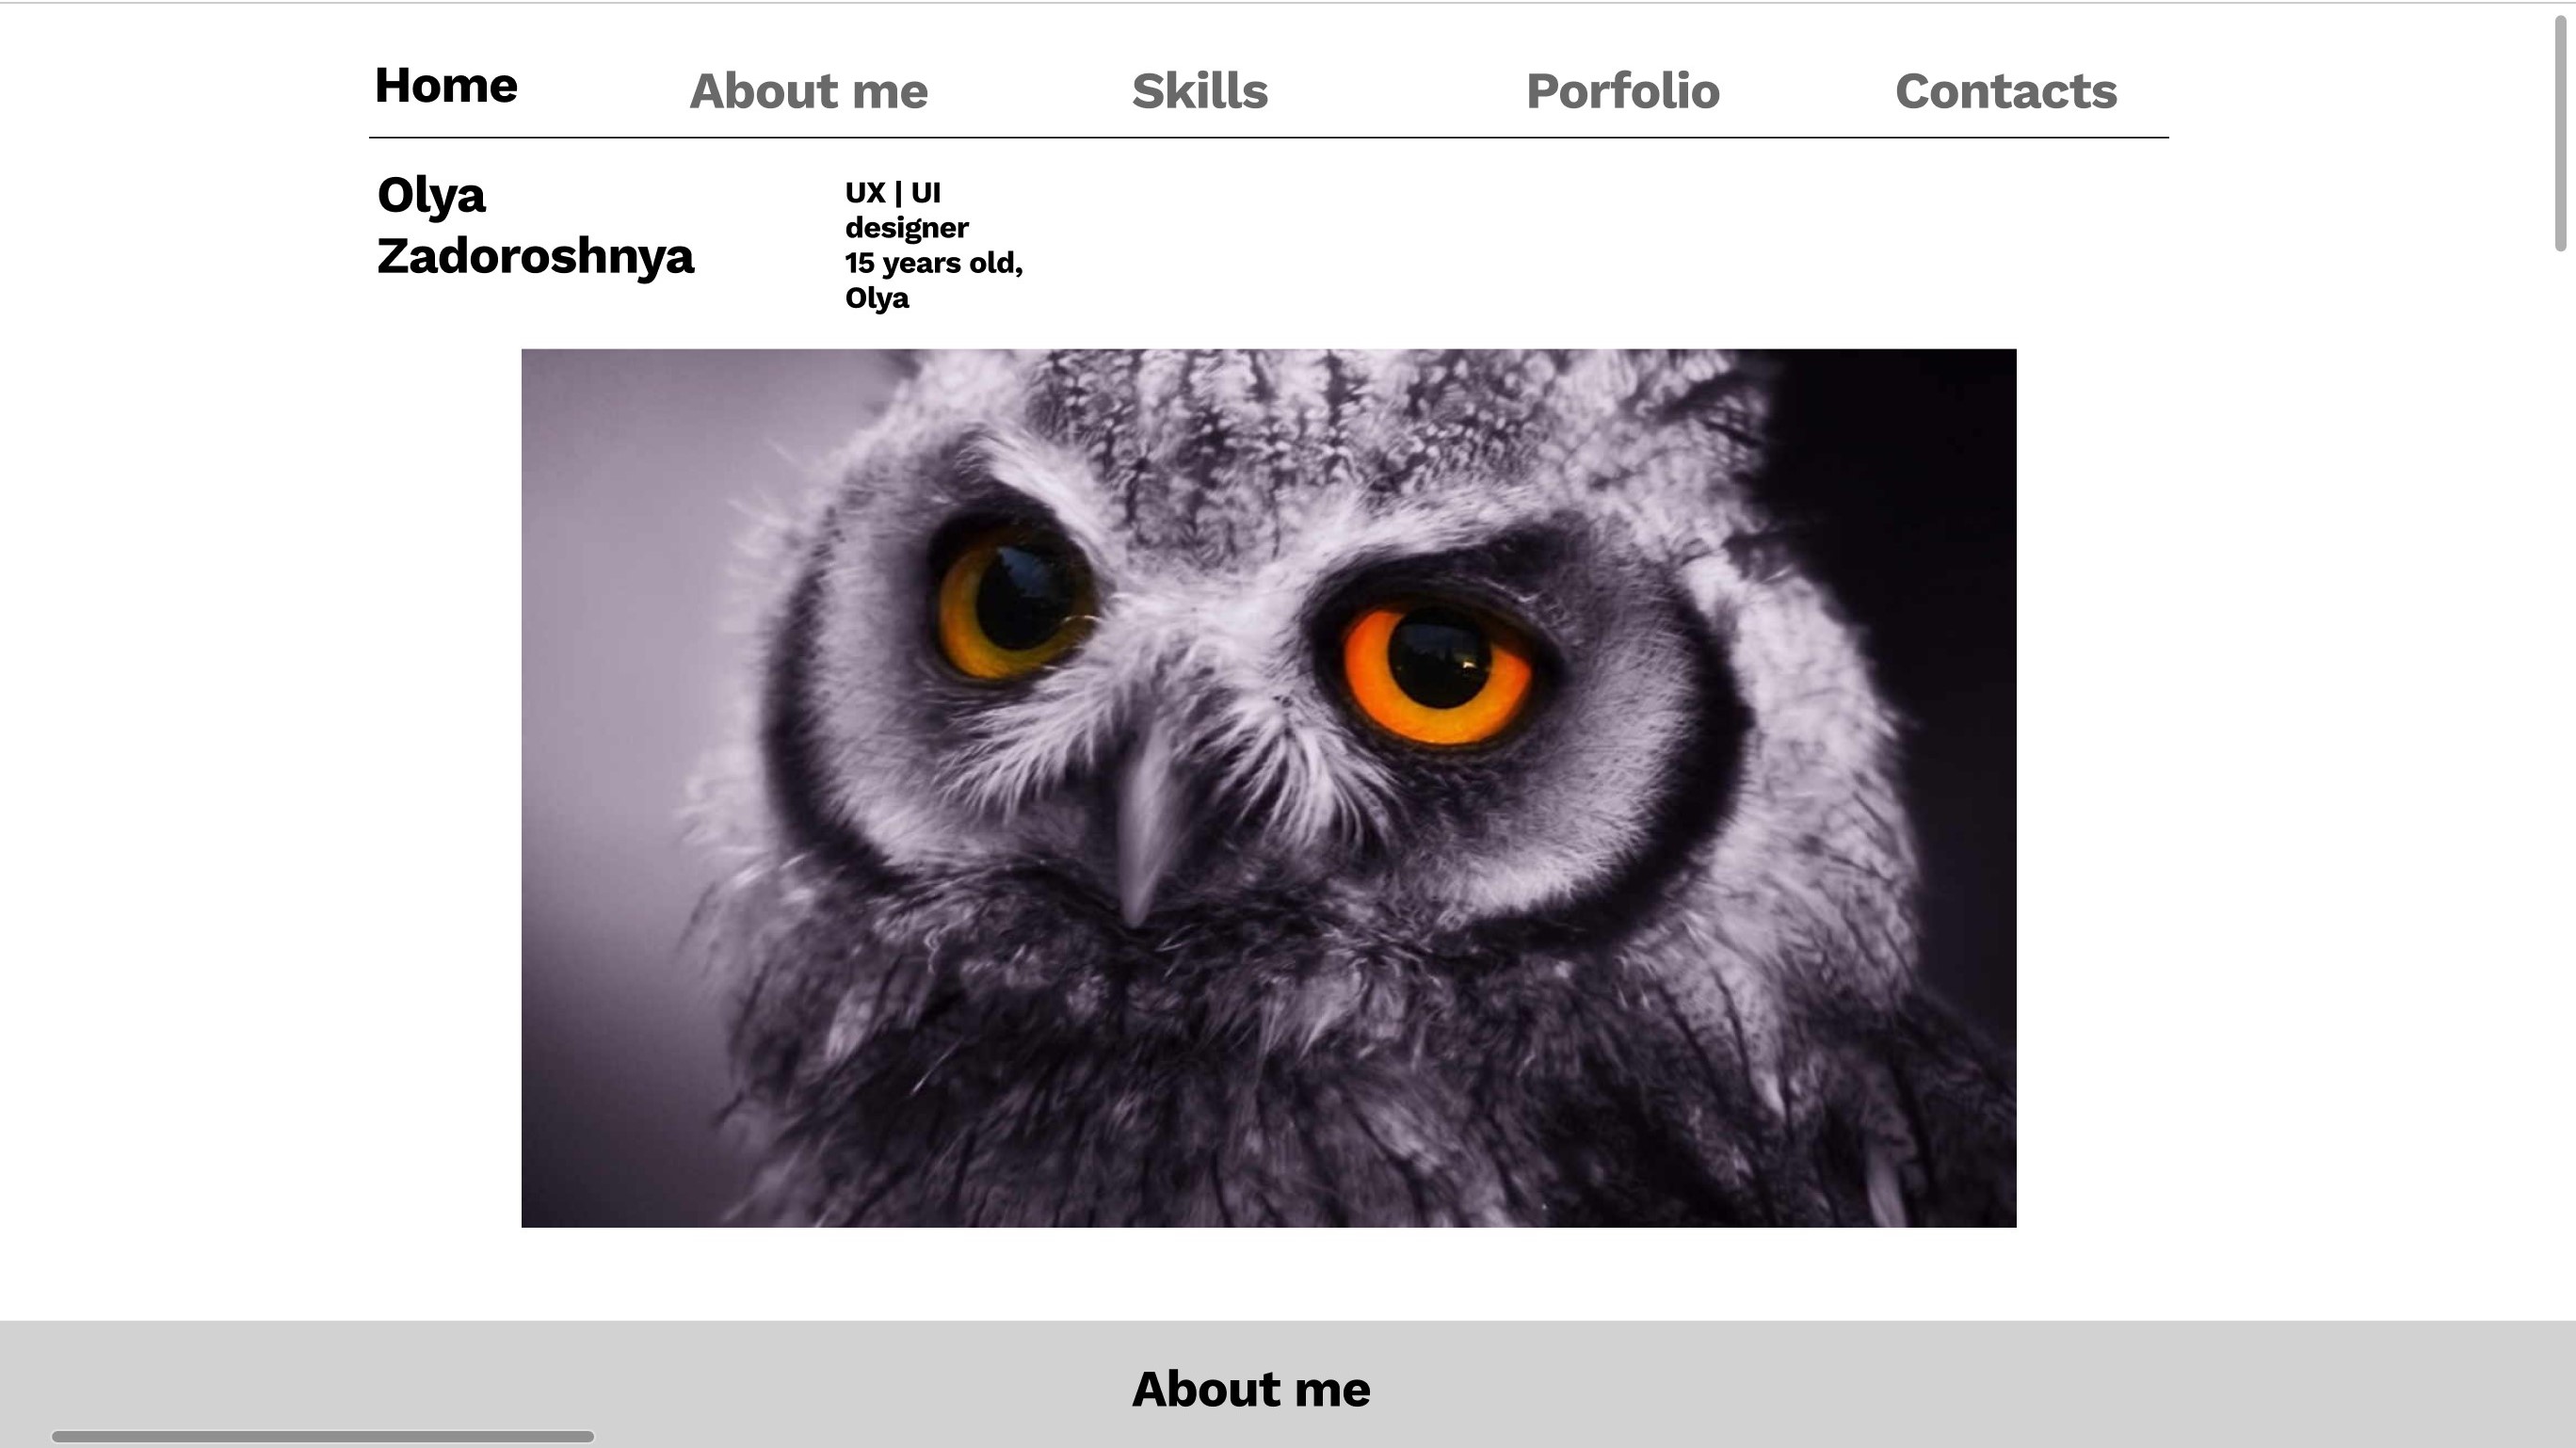 Home About me Skills Porfolio Contacts
Olya
Zadoroshnya
UX | UI
designer
15 years old,
Olya
About me